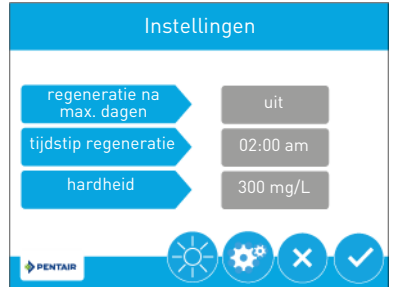 Instellingen
regeneratie na
max. dagen
uit
tijdstip regeneratie
02:00 am
hardheid
300 mg/L
PENTAIR